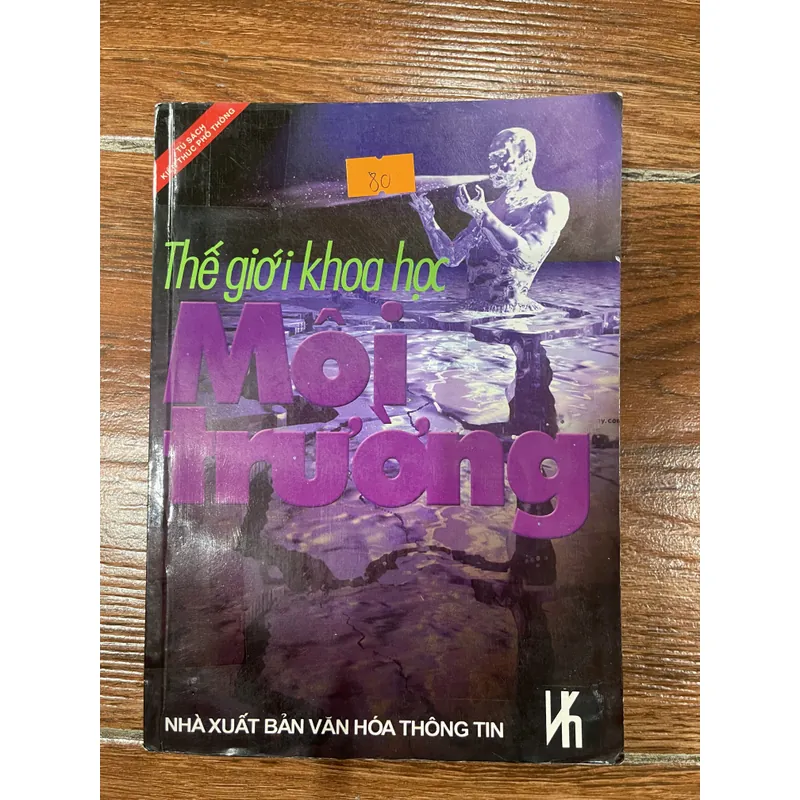 TỦ SÁCH
KIẾN THỨC PHỔ THÔNG
80
Thế giới khoa học
Môi
trường
NHÀ XUẤT BẢN VĂN HÓA THÔNG TIN